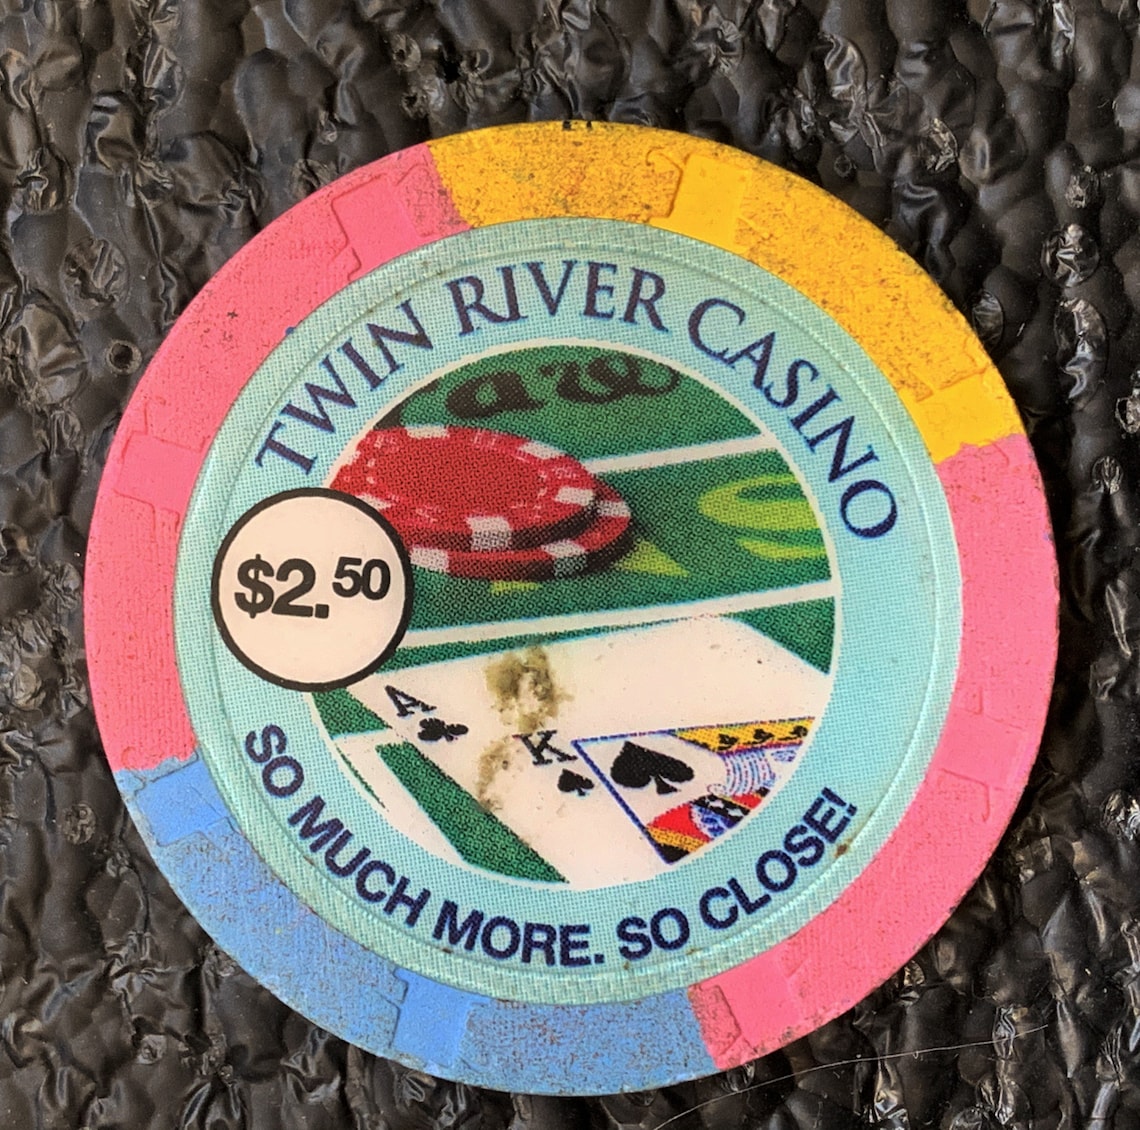 TWIN RIVER CASINO
$2.50
A
K
SO MUCH MORE. SO CLOSE!